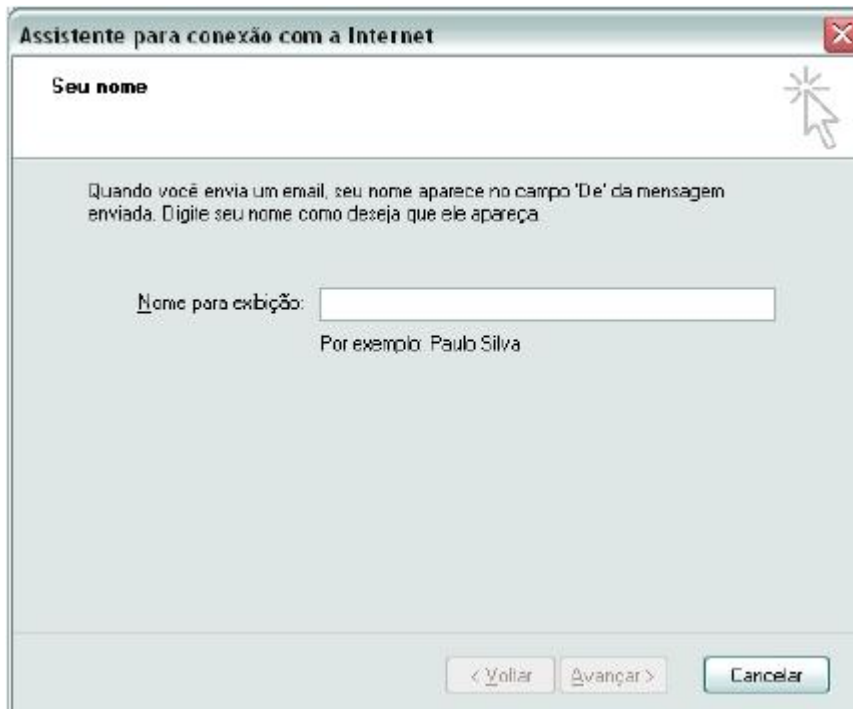 Assistente para conexão com a Internet
Seu nome
Quando você envia um email, seu nome aparece no campo 'De' da mensagem
enviada. Digite seu nome como deseja que ele apareça.
Nome para exibição:
Por exemplo: Paulo Silva
< Voltar Avançar > Cancelar